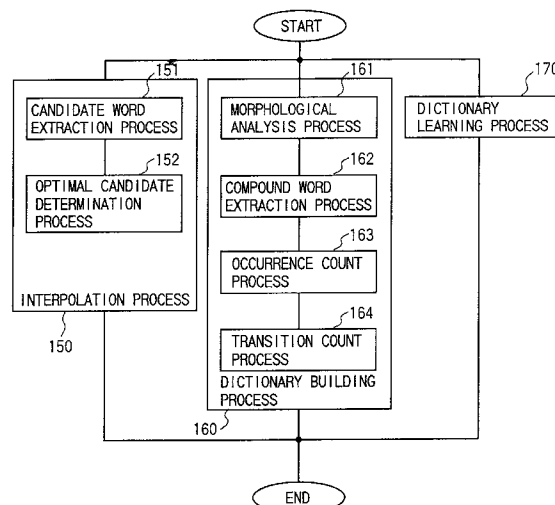 START
151
CANDIDATE WORD
EXTRACTION PROCESS
152
OPTIMAL CANDIDATE
DETERMINATION
PROCESS
INTERPOLATION PROCESS
150
161
MORPHOLOGICAL
ANALYSIS PROCESS
162
COMPOUND WORD
EXTRACTION PROCESS
163
OCCURRENCE COUNT
PROCESS
164
TRANSITION COUNT
PROCESS
DICTIONARY BUILDING
PROCESS
160
170
DICTIONARY
LEARNING PROCESS
END